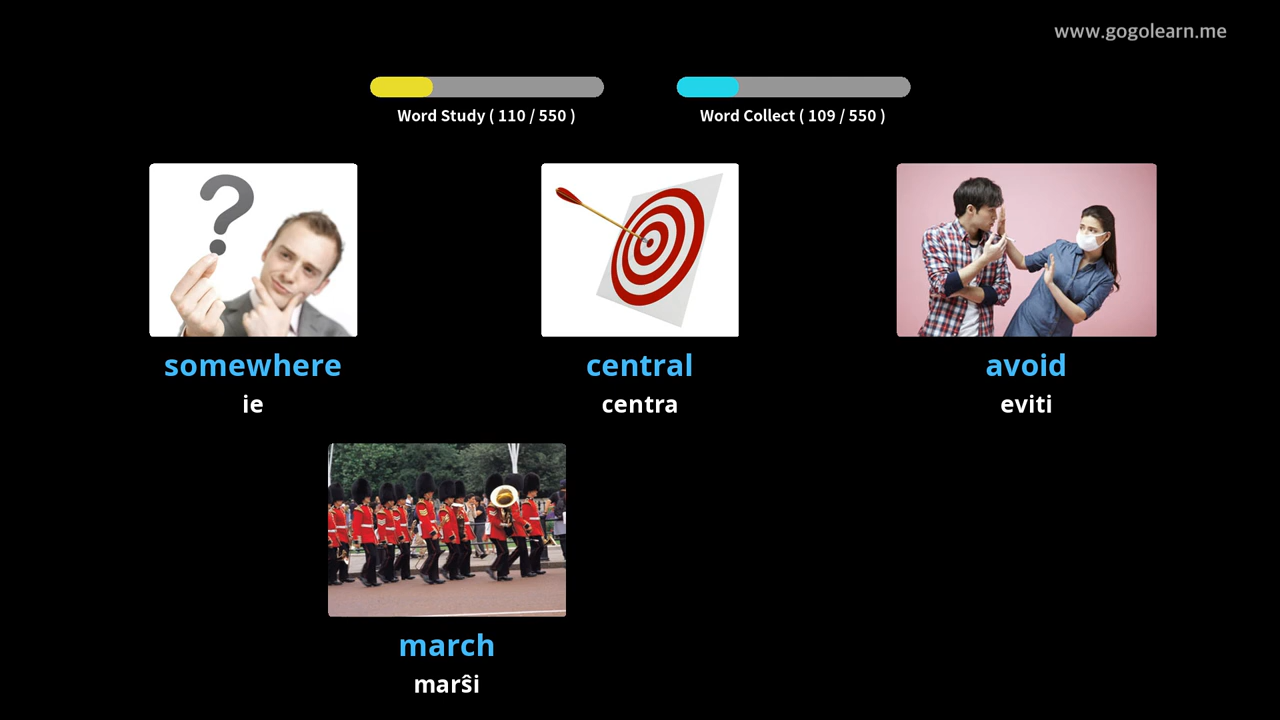 www.gogolearn.me
Word Study ( 110 / 550 )
Word Collect ( 109 / 550 )
somewhere
ie
central
centra
avoid
eviti
march
marŝi